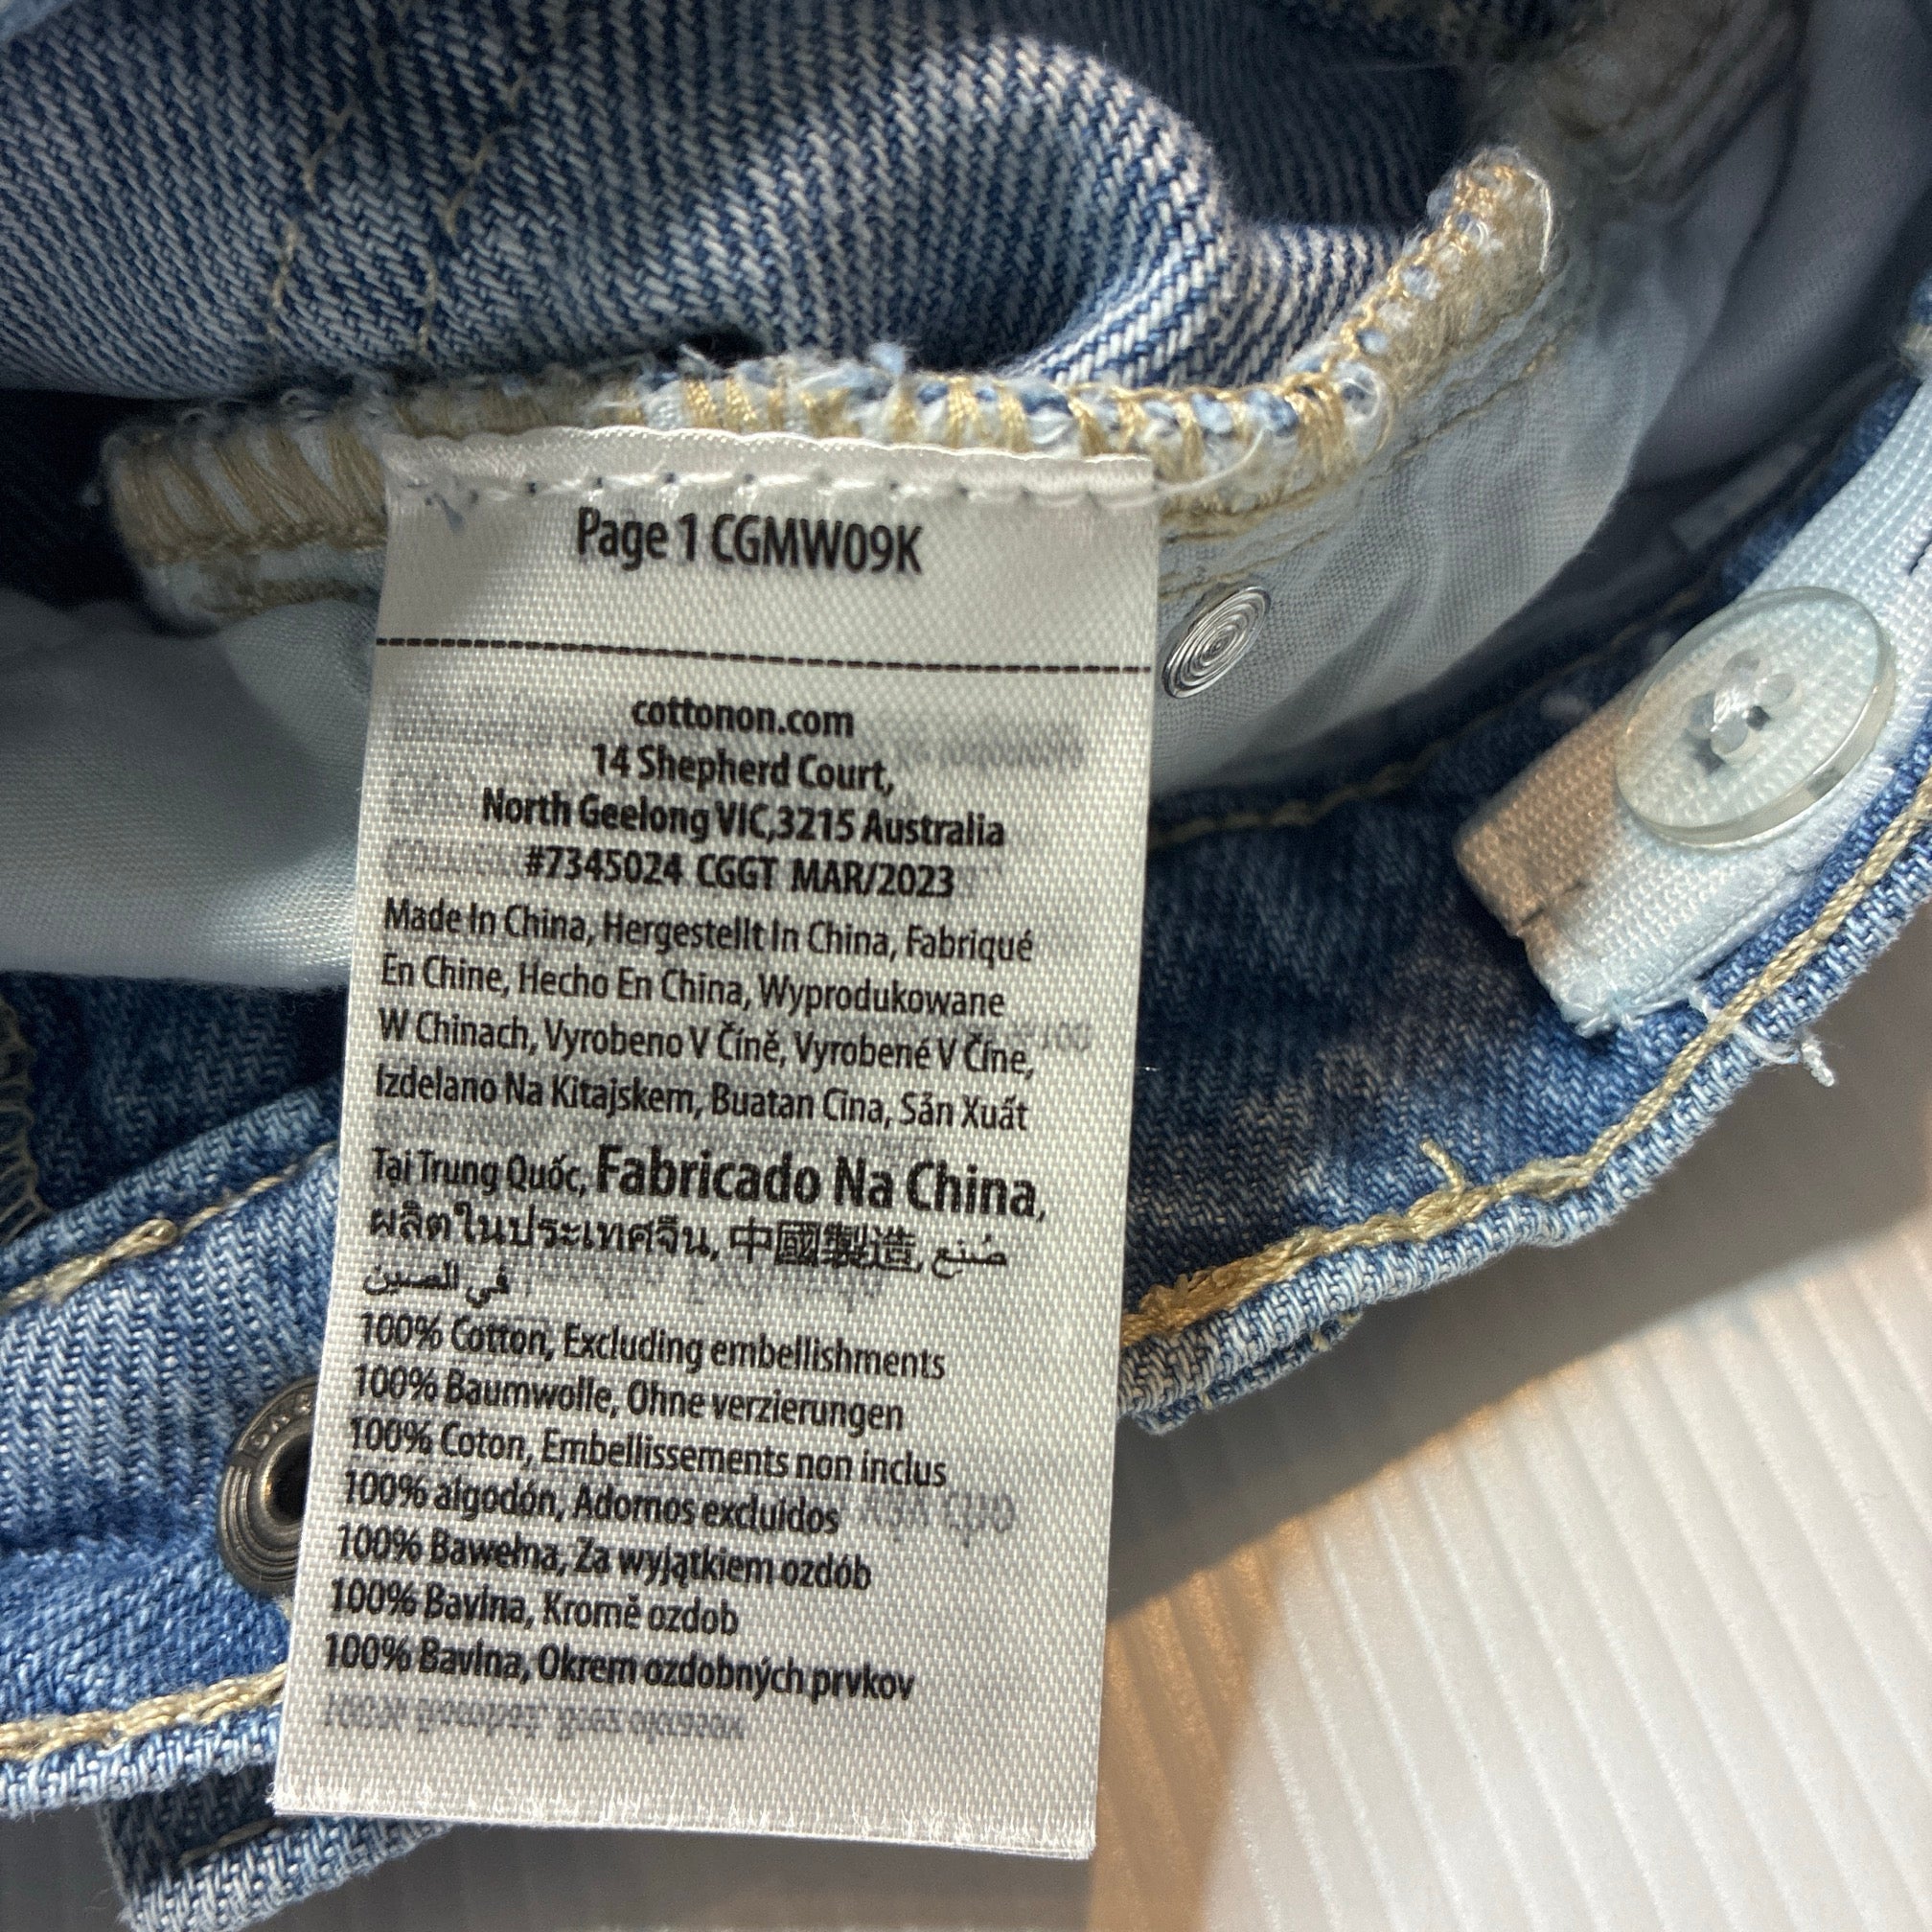 Page 1 CGMW09K
cottonon.com
14 Shepherd Court,
North Geelong VIC,3215 Australia
#7345024 CGGT MAR/2023
Made In China, Hergestellt In China, Fabriqué
En Chine, Hecho En China, Wyprodukowane
W Chinach, Vyrobeno V Číně, Vyrobené V Číne,
Izdelano Na Kitajskem, Buatan Cina, Sản Xuất
Tại Trung Quốc, Fabricado Na China,
ผลิตในประเทศจีน, 中國製造, صُنع
في الصين
100% Cotton, Excluding embellishments
100% Baumwolle, Ohne verzierungen
100% Coton, Embellissements non inclus
100% algodón, Adornos excluidos
100% Bawełna, Za wyjątkiem ozdób
100% Bavlna, Kromě ozdob
100% Bavlna, Okrem ozdobných prvkov